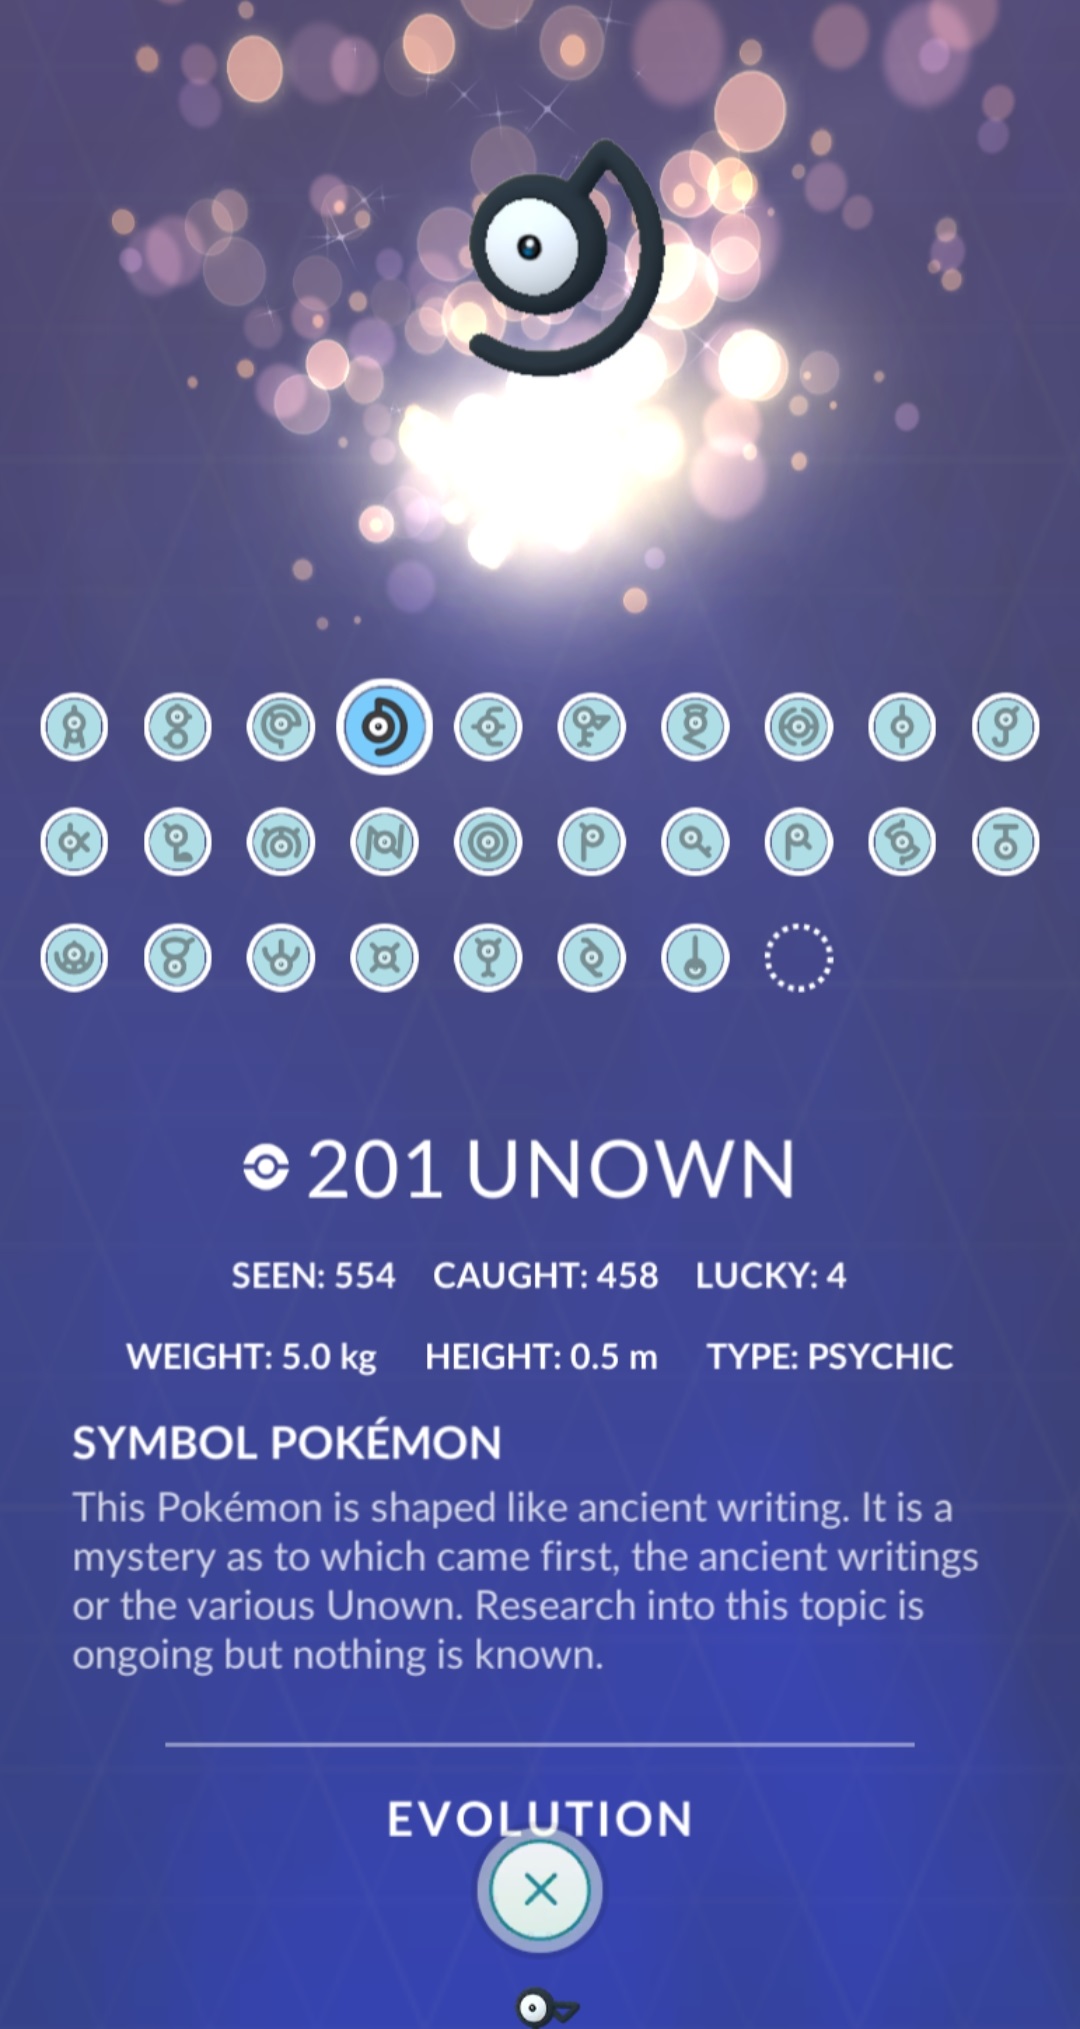 201 UNOWN
SEEN: 554 CAUGHT: 458 LUCKY: 4
WEIGHT: 5.0 kg HEIGHT: 0.5 m TYPE: PSYCHIC
SYMBOL POKÉMON
This Pokémon is shaped like ancient writing. It is a
mystery as to which came first, the ancient writings
or the various Unown. Research into this topic is
ongoing but nothing is known.
EVOLUTION